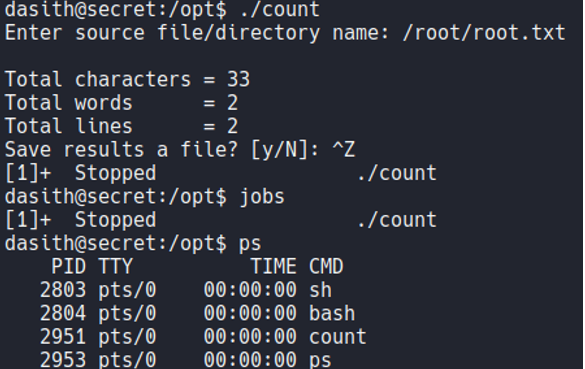 dasith@secret:/opt$ ./count
Enter source file/directory name: /root/root.txt
Total characters = 33
Total words      = 2
Total lines      = 2
Save results a file? [y/N]: ^Z
[1]+  Stopped                 ./count
dasith@secret:/opt$ jobs
[1]+  Stopped                 ./count
dasith@secret:/opt$ ps
    PID TTY          TIME CMD
   2803 pts/0    00:00:00 sh
   2804 pts/0    00:00:00 bash
   2951 pts/0    00:00:00 count
   2953 pts/0    00:00:00 ps